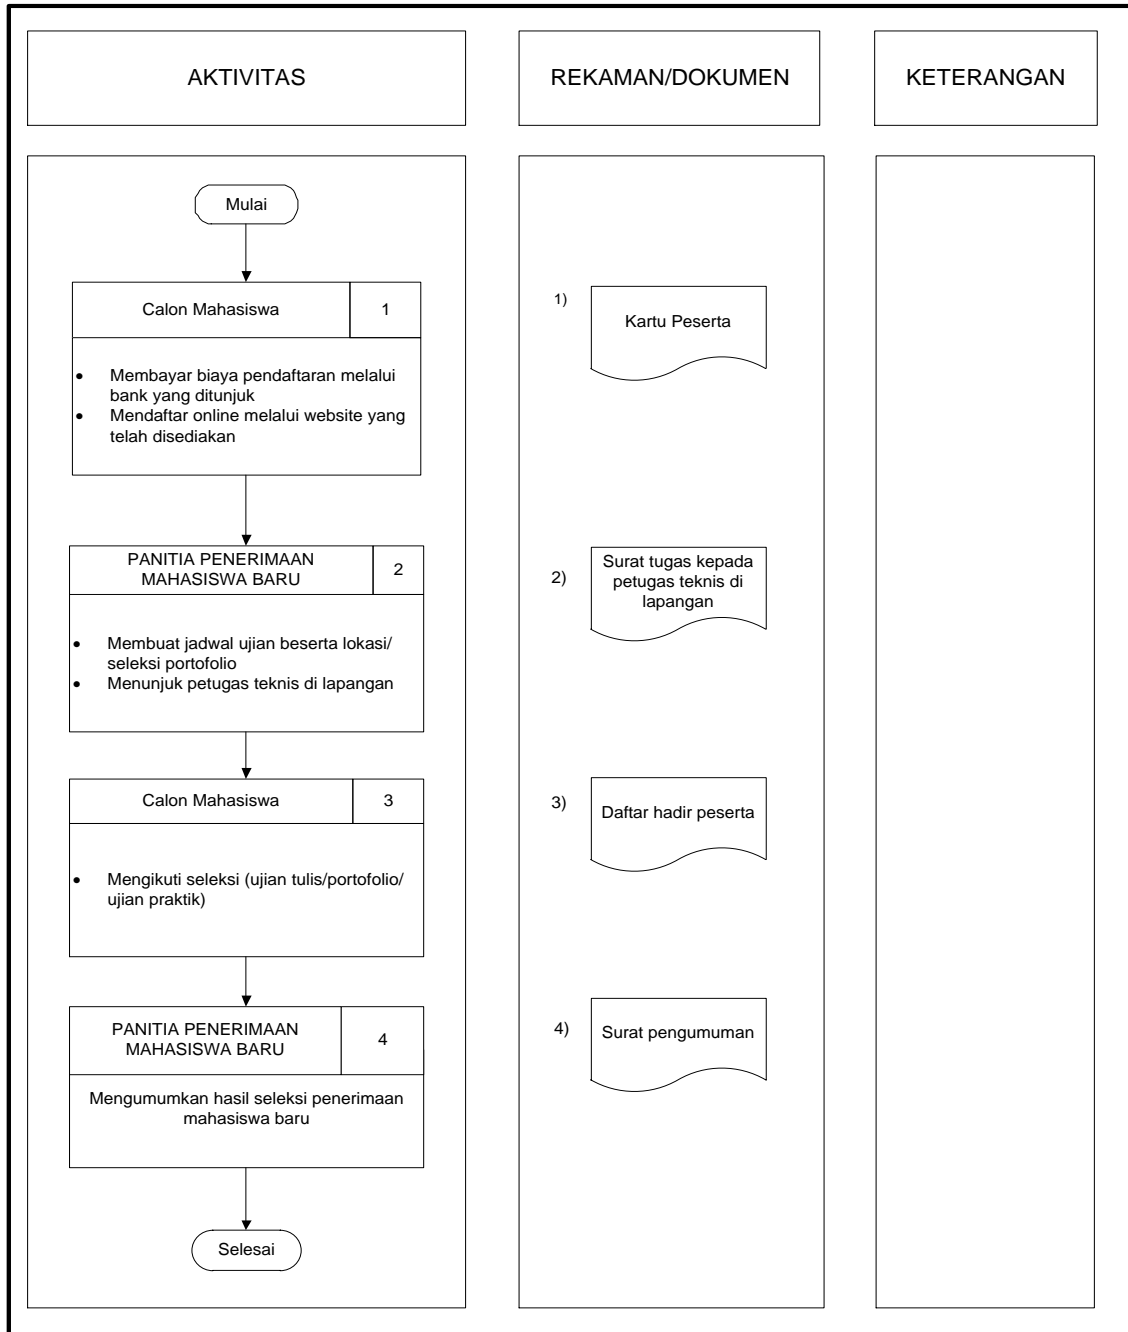 AKTIVITAS
REKAMAN/DOKUMEN
KETERANGAN
Mulai
Calon Mahasiswa
1
• Membayar biaya pendaftaran melalui
bank yang ditunjuk
• Mendaftar online melalui website yang
telah disediakan
PANITIA PENERIMAAN
MAHASISWA BARU
2
• Membuat jadwal ujian beserta lokasi/
seleksi portofolio
• Menunjuk petugas teknis di lapangan
Calon Mahasiswa
3
• Mengikuti seleksi (ujian tulis/portofolio/
ujian praktik)
PANITIA PENERIMAAN
MAHASISWA BARU
4
Mengumumkan hasil seleksi penerimaan
mahasiswa baru
Selesai
1)
Kartu Peserta
2)
Surat tugas kepada
petugas teknis di
lapangan
3)
Daftar hadir peserta
4)
Surat pengumuman